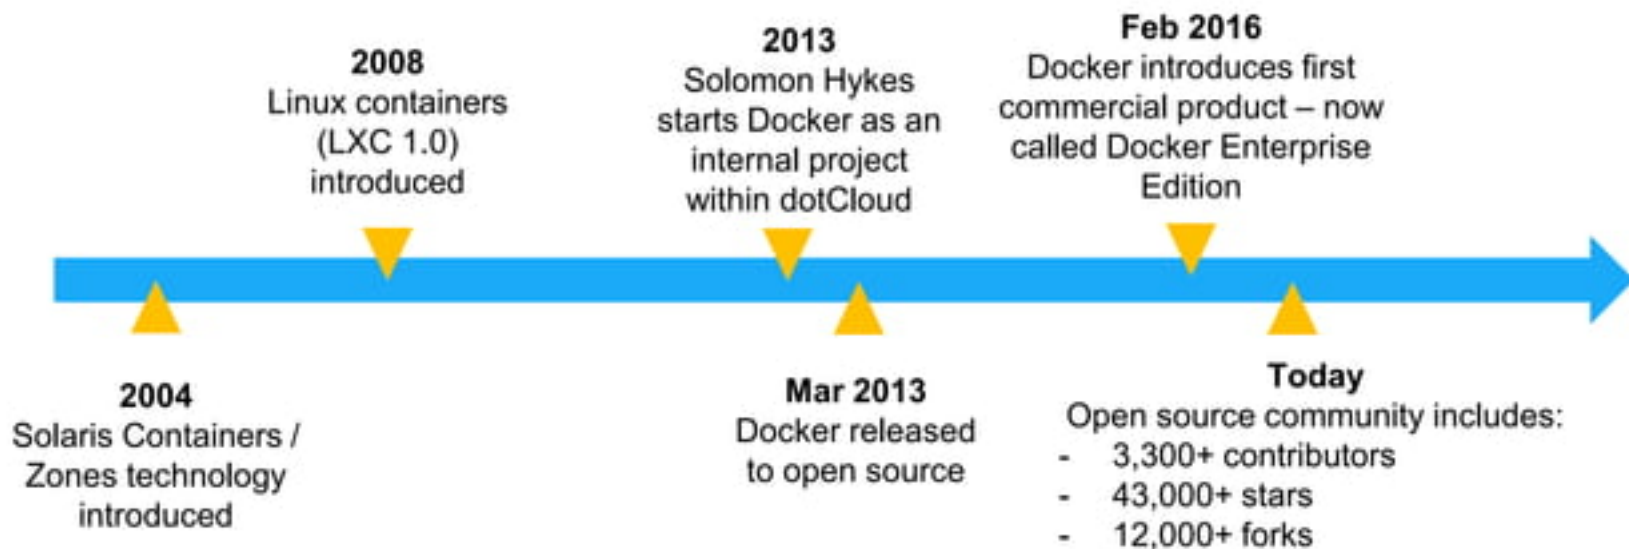 2004
Solaris Containers /
Zones technology
introduced
2008
Linux containers
(LXC 1.0)
introduced
2013
Solomon Hykes
starts Docker as an
internal project
within dotCloud
Mar 2013
Docker released
to open source
Feb 2016
Docker introduces first
commercial product – now
called Docker Enterprise
Edition
Today
Open source community includes:
- 3,300+ contributors
- 43,000+ stars
- 12,000+ forks